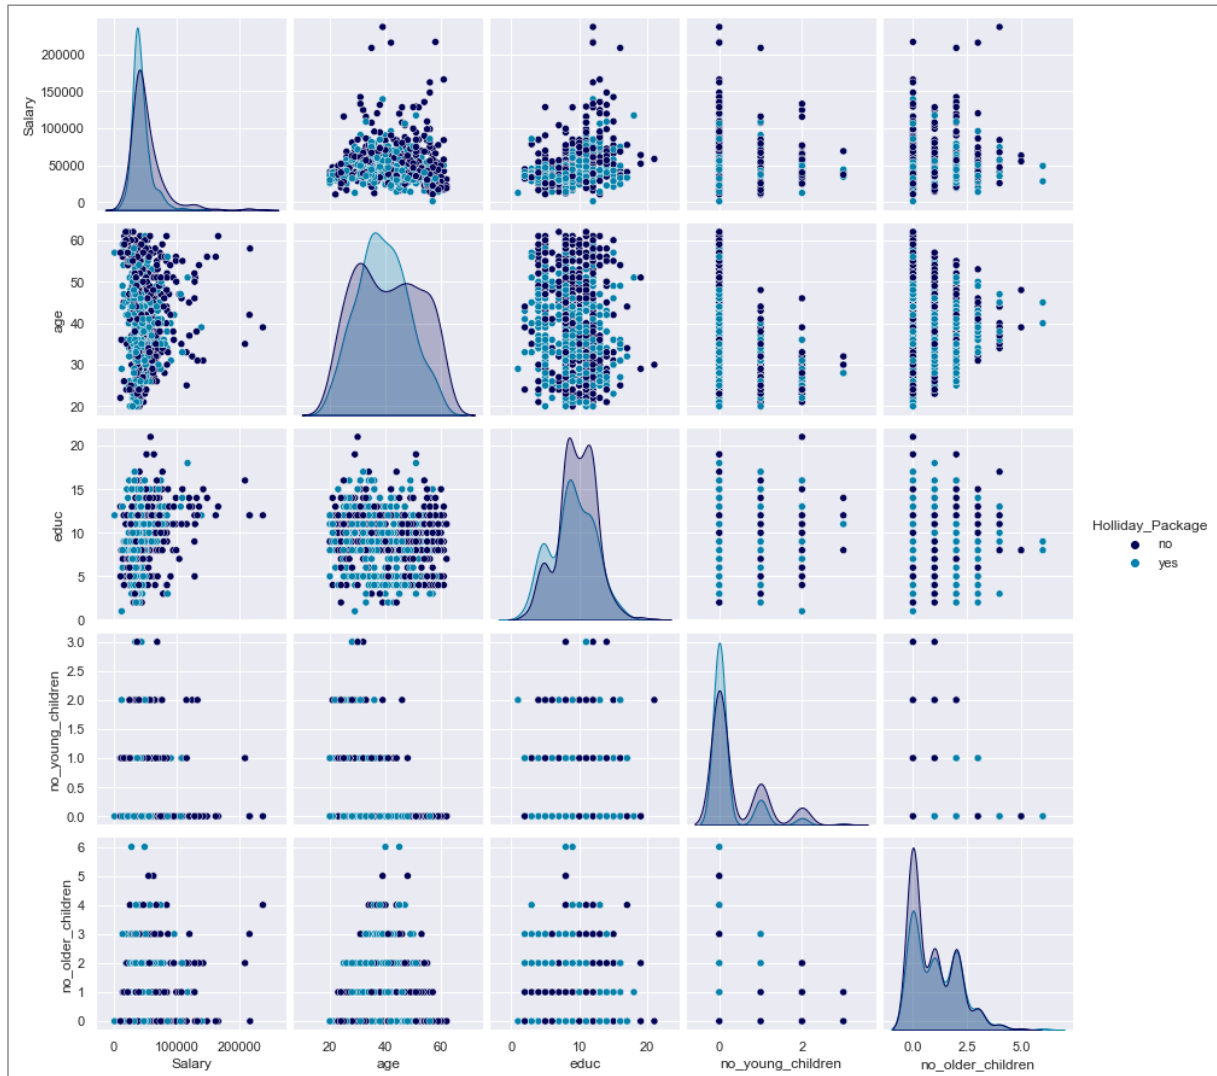 Salary
200000
150000
100000
50000
0
age
60
50
40
30
20
educ
20
15
10
5
0
no_young_children
3.0
2.5
2.0
1.5
1.0
0.5
0.0
no_older_children
6
5
4
3
2
1
0
0 100000 200000
Salary
20 40 60
age
0 10 20
educ
0 2
no_young_children
0.0 2.5 5.0
no_older_children
Holliday_Package
no
yes